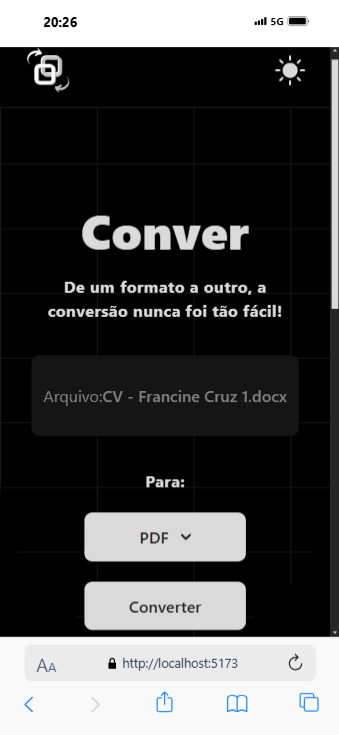 20:26
5G
Conver
De um formato a outro, a
conversão nunca foi tão fácil!
Arquivo:CV - Francine Cruz 1.docx
Para:
PDF
Converter
AA
http://localhost:5173